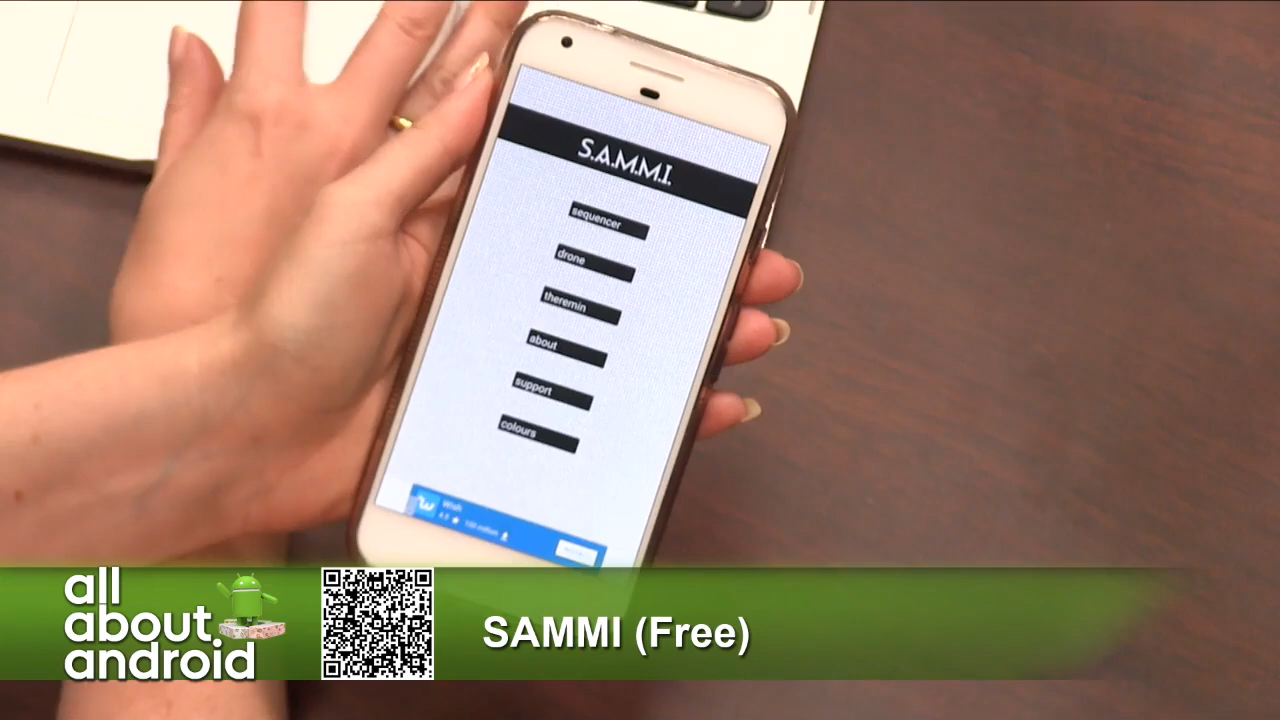 S.A.M.M.I.
sequencer
drone
theremin
about
support
colours
Wish
all
about
android
SAMMI (Free)